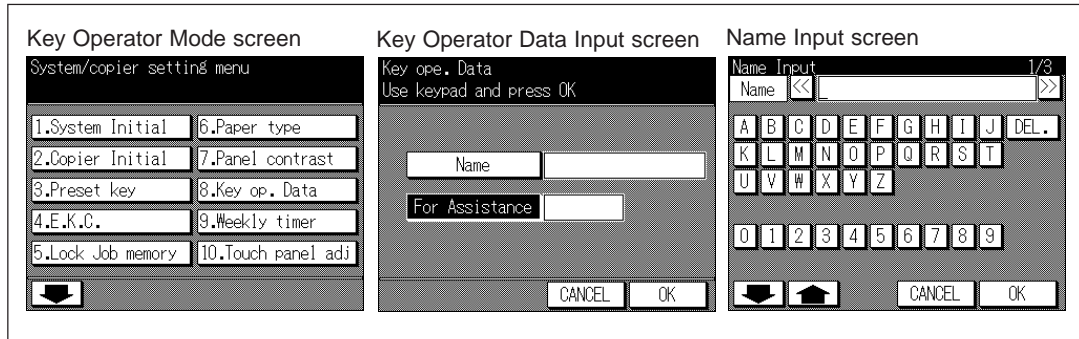 Key Operator Mode screen
System/copier setting menu
1.System Initial
6.Paper type
2.Copier Initial
7.Panel contrast
3.Preset key
8.Key op. Data
4.E.K.C.
9.Weekly timer
5.Lock Job memory
10.Touch panel adj
Key Operator Data Input screen
Key ope. Data
Use keypad and press OK
Name
For Assistance
CANCEL OK
Name Input screen
Name Input 1/3
Name << _ >>
A B C D E F G H I J DEL.
K L M N O P Q R S T
U V W X Y Z
0 1 2 3 4 5 6 7 8 9
CANCEL OK